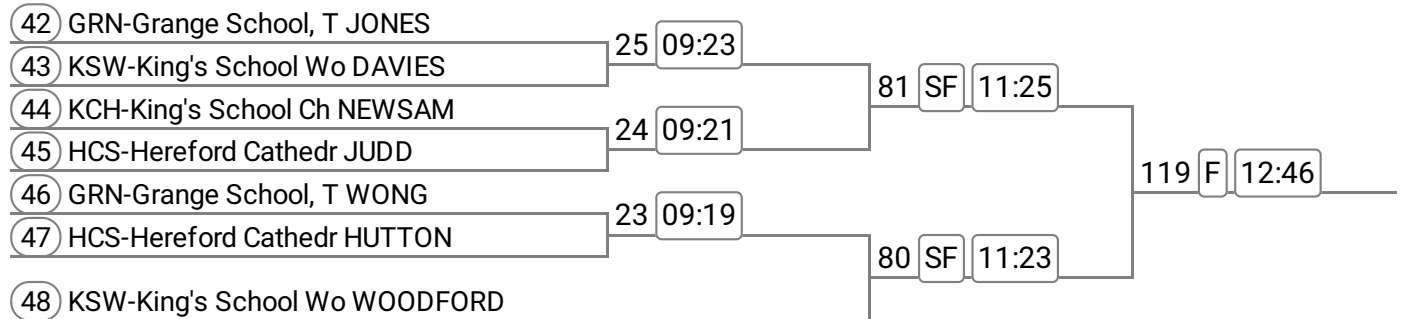 42 GRN-Grange School, T JONES
25 09:23
43 KSW-King's School Wo DAVIES
81 SF 11:25
44 KCH-King's School Ch NEWSAM
24 09:21
45 HCS-Hereford Cathedr JUDD
119 F 12:46
46 GRN-Grange School, T WONG
23 09:19
47 HCS-Hereford Cathedr HUTTON
80 SF 11:23
48 KSW-King's School Wo WOODFORD